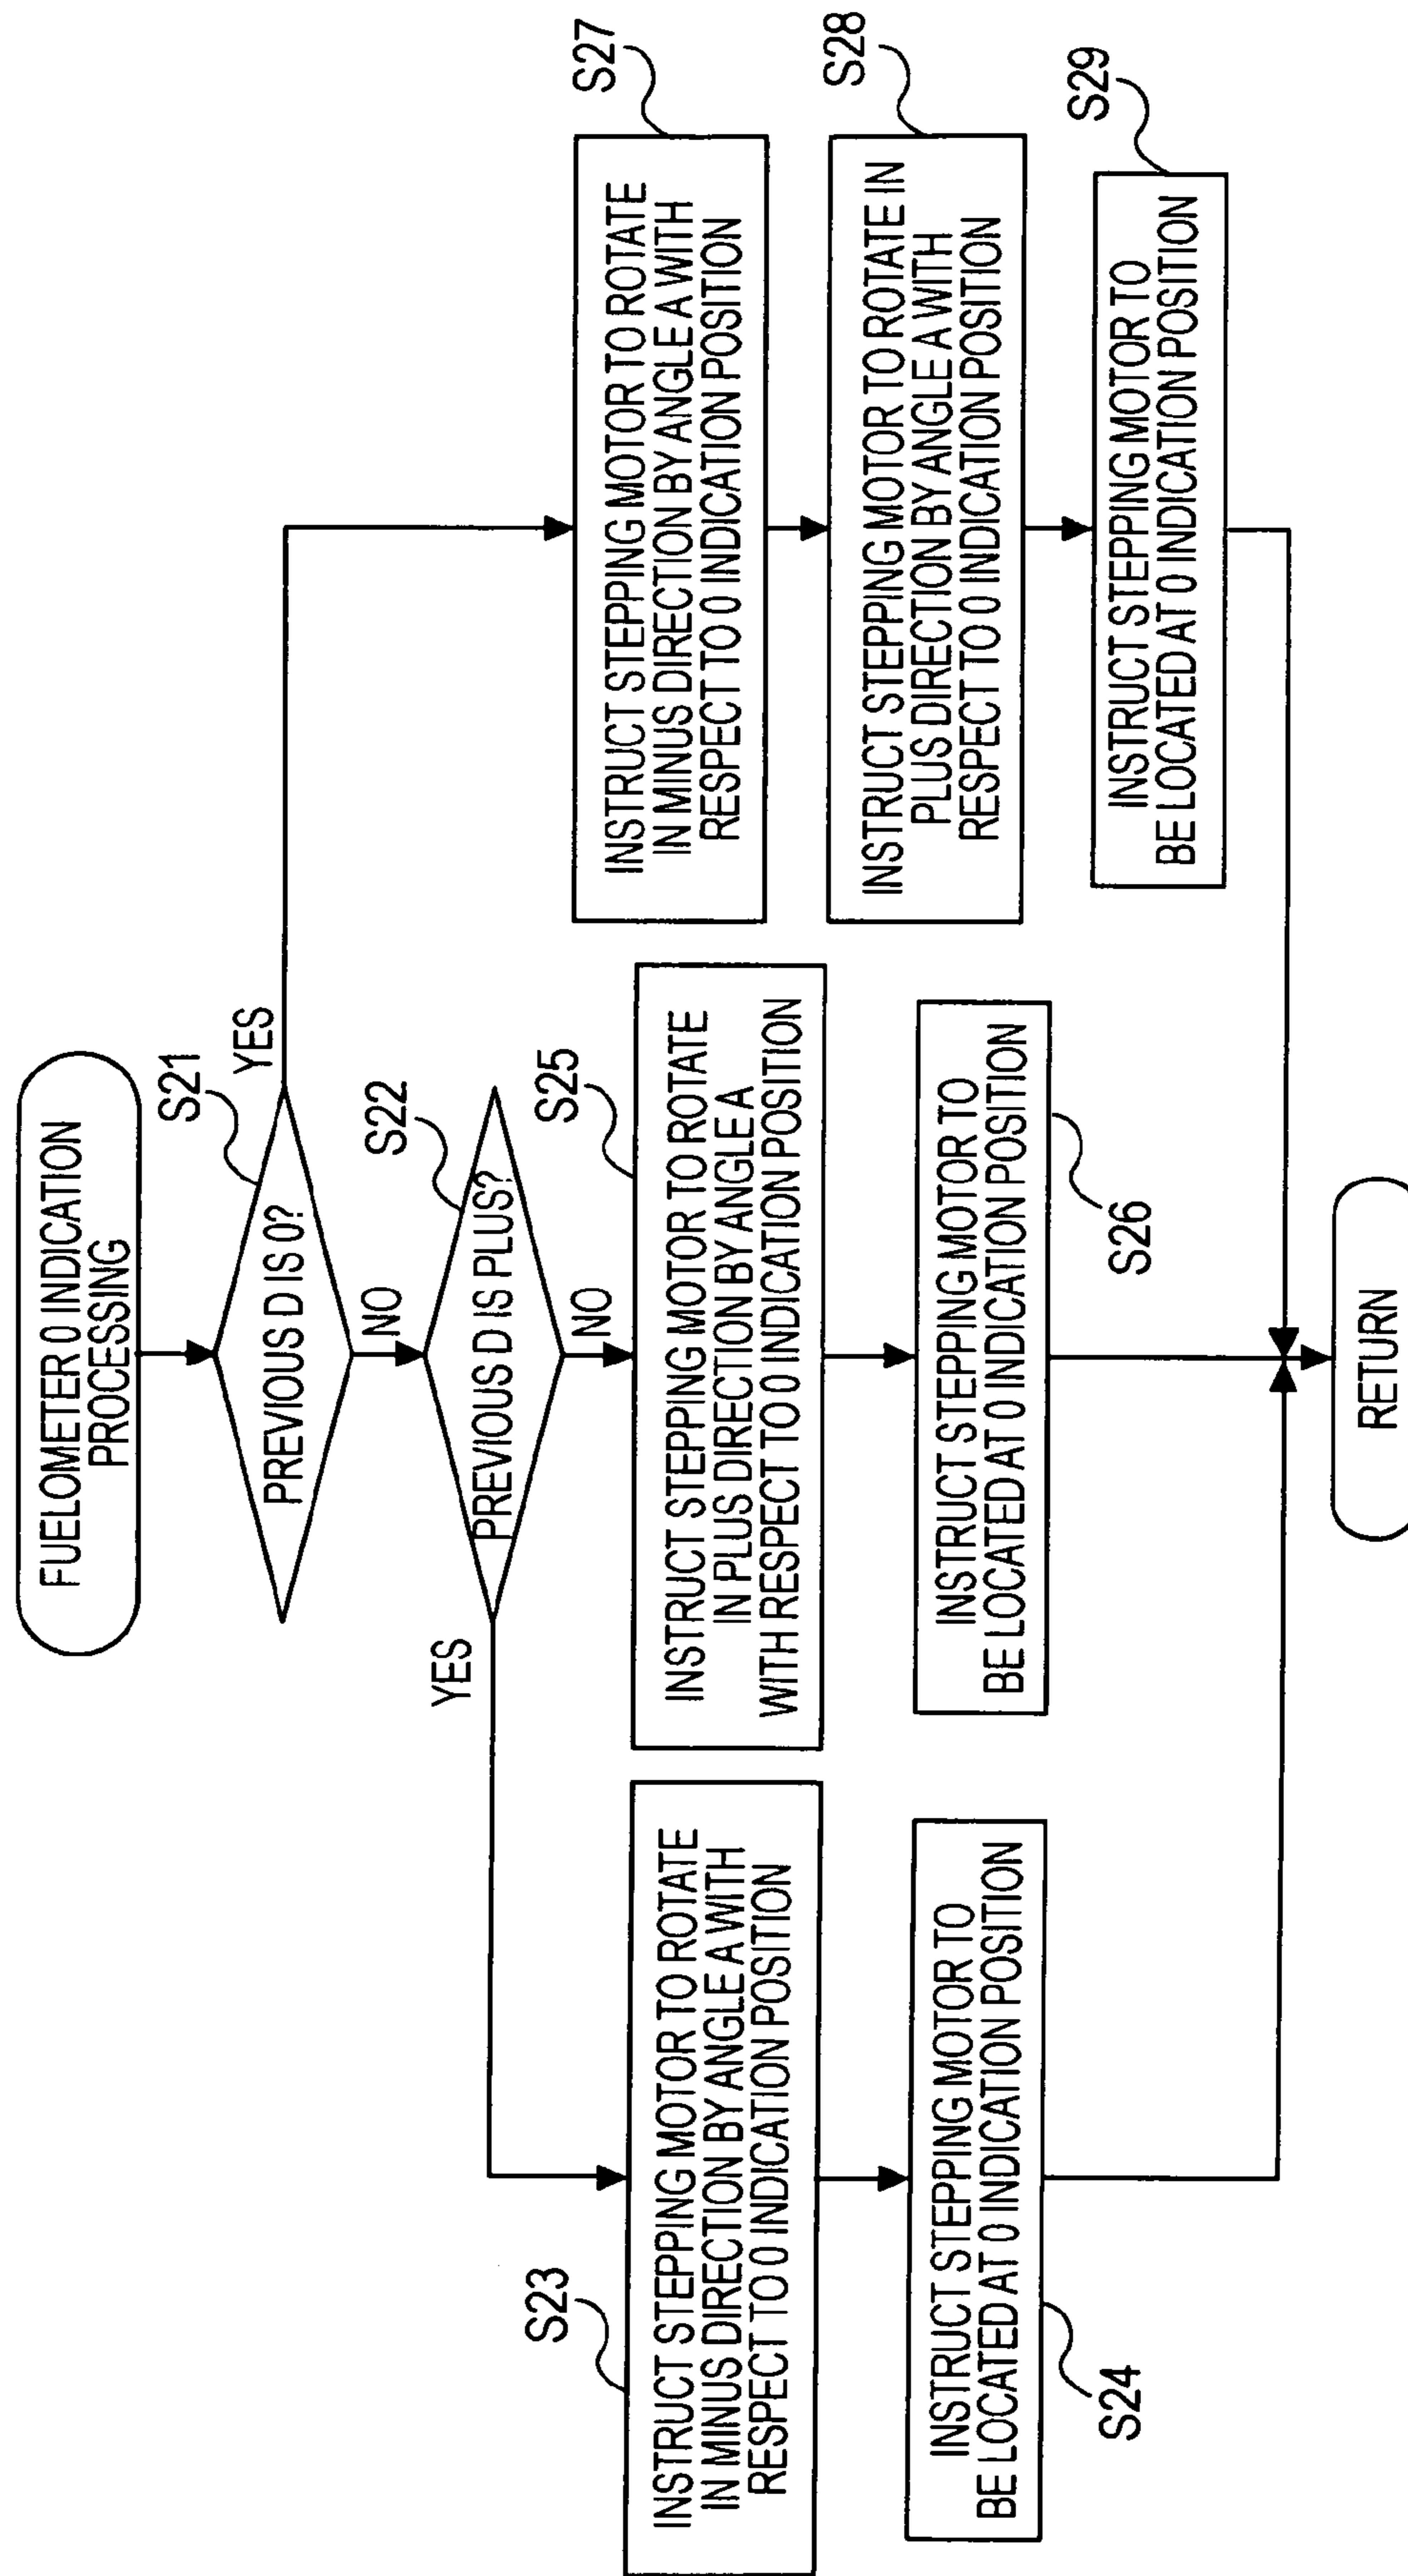 FUELOMETER 0 INDICATION
PROCESSING
S21
PREVIOUS D IS 0?
YES
NO
S22
PREVIOUS D IS PLUS?
YES
NO
S23
INSTRUCT STEPPING MOTOR TO ROTATE
IN MINUS DIRECTION BY ANGLE A WITH
RESPECT TO 0 INDICATION POSITION
INSTRUCT STEPPING MOTOR TO
BE LOCATED AT 0 INDICATION POSITION
S24
S25
INSTRUCT STEPPING MOTOR TO ROTATE
IN PLUS DIRECTION BY ANGLE A
WITH RESPECT TO 0 INDICATION POSITION
INSTRUCT STEPPING MOTOR TO
BE LOCATED AT 0 INDICATION POSITION
S26
S27
INSTRUCT STEPPING MOTOR TO ROTATE
IN MINUS DIRECTION BY ANGLE A WITH
RESPECT TO 0 INDICATION POSITION
S28
INSTRUCT STEPPING MOTOR TO ROTATE IN
PLUS DIRECTION BY ANGLE A WITH
RESPECT TO 0 INDICATION POSITION
S29
INSTRUCT STEPPING MOTOR TO
BE LOCATED AT 0 INDICATION POSITION
RETURN